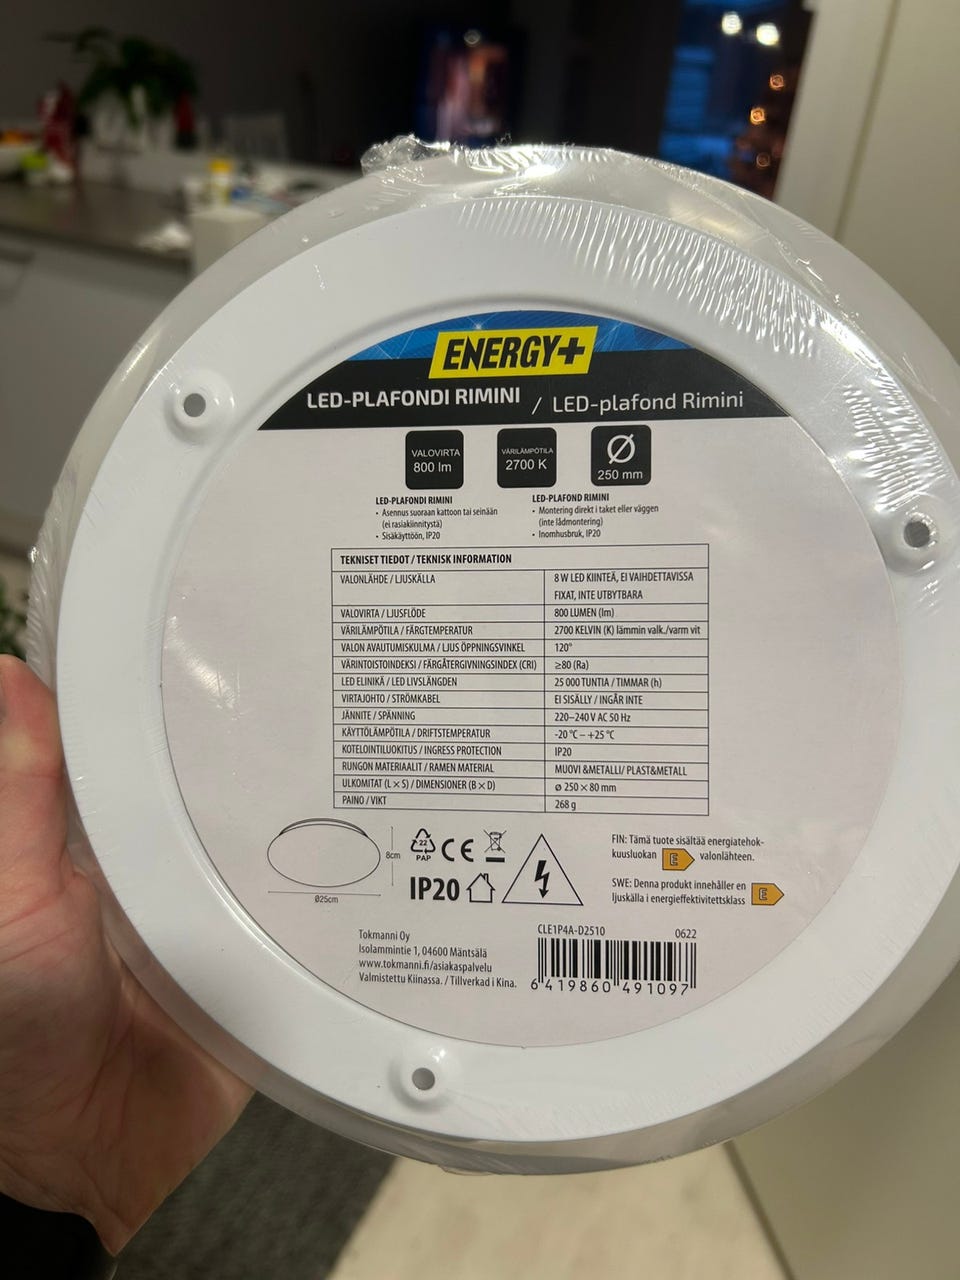 ENERGY+
LED-PLAFONDI RIMINI / LED-plafond Rimini
VALOVIRTA
800 lm
VÄRILÄMPÖTILA
2700 K
Ø
250 mm
LED-PLAFONDI RIMINI
• Asennus suoraan kattoon tai seinään
(ei rasiakiinnitystä)
• Sisäkäyttöön, IP20
LED-PLAFOND RIMINI
• Montering direkt i taket eller väggen
(inte lådmontering)
• Inomhusbruk, IP20
TEKNISET TIEDOT / TEKNISK INFORMATION
VALONLÄHDE / LJUSKÄLLA 8 W LED KIINTEÄ, EI VAIHDETTAVISSA
FIXAT, INTE UTBYTBARA
VALOVIRTA / LJUSFLÖDE 800 LUMEN (lm)
VÄRILÄMPÖTILA / FÄRGTEMPERATUR 2700 KELVIN (K) lämmin valk./varm vit
VALON AVAUTUMISKULMA / LJUS ÖPPNINGSVINKEL 120°
VÄRINTOISTOINDEKSI / FÄRGÅTERGIVNINGSINDEX (CRI) ≥80 (Ra)
LED ELINIKÄ / LED LIVSLÄNGDEN 25 000 TUNTIA / TIMMAR (h)
VIRTAJOHTO / STRÖMKABEL EI SISÄLLY / INGÅR INTE
JÄNNITE / SPÄNNING 220–240 V AC 50 Hz
KÄYTTÖLÄMPÖTILA / DRIFTSTEMPERATUR -20 °C – +25 °C
KOTELOINTILUOKITUS / INGRESS PROTECTION IP20
RUNGON MATERIAALIT / RAMEN MATERIAL MUOVI &METALLI/ PLAST&METALL
ULKOMITAT (L × S) / DIMENSIONER (B × D) ø 250 × 80 mm
PAINO / VIKT 268 g
8cm
Ø25cm
22
PAP
CE
IP20
FIN: Tämä tuote sisältää energiatehok-
kuusluokan E valonlähteen.
SWE: Denna produkt innehåller en
ljuskälla i energieffektivitetsklass E
Tokmanni Oy
Isolammintie 1, 04600 Mäntsälä
www.tokmanni.fi/asiakaspalvelu
Valmistettu Kiinassa. / Tillverkad i Kina.
CLE1P4A-D2510 0622
6 419860 491097